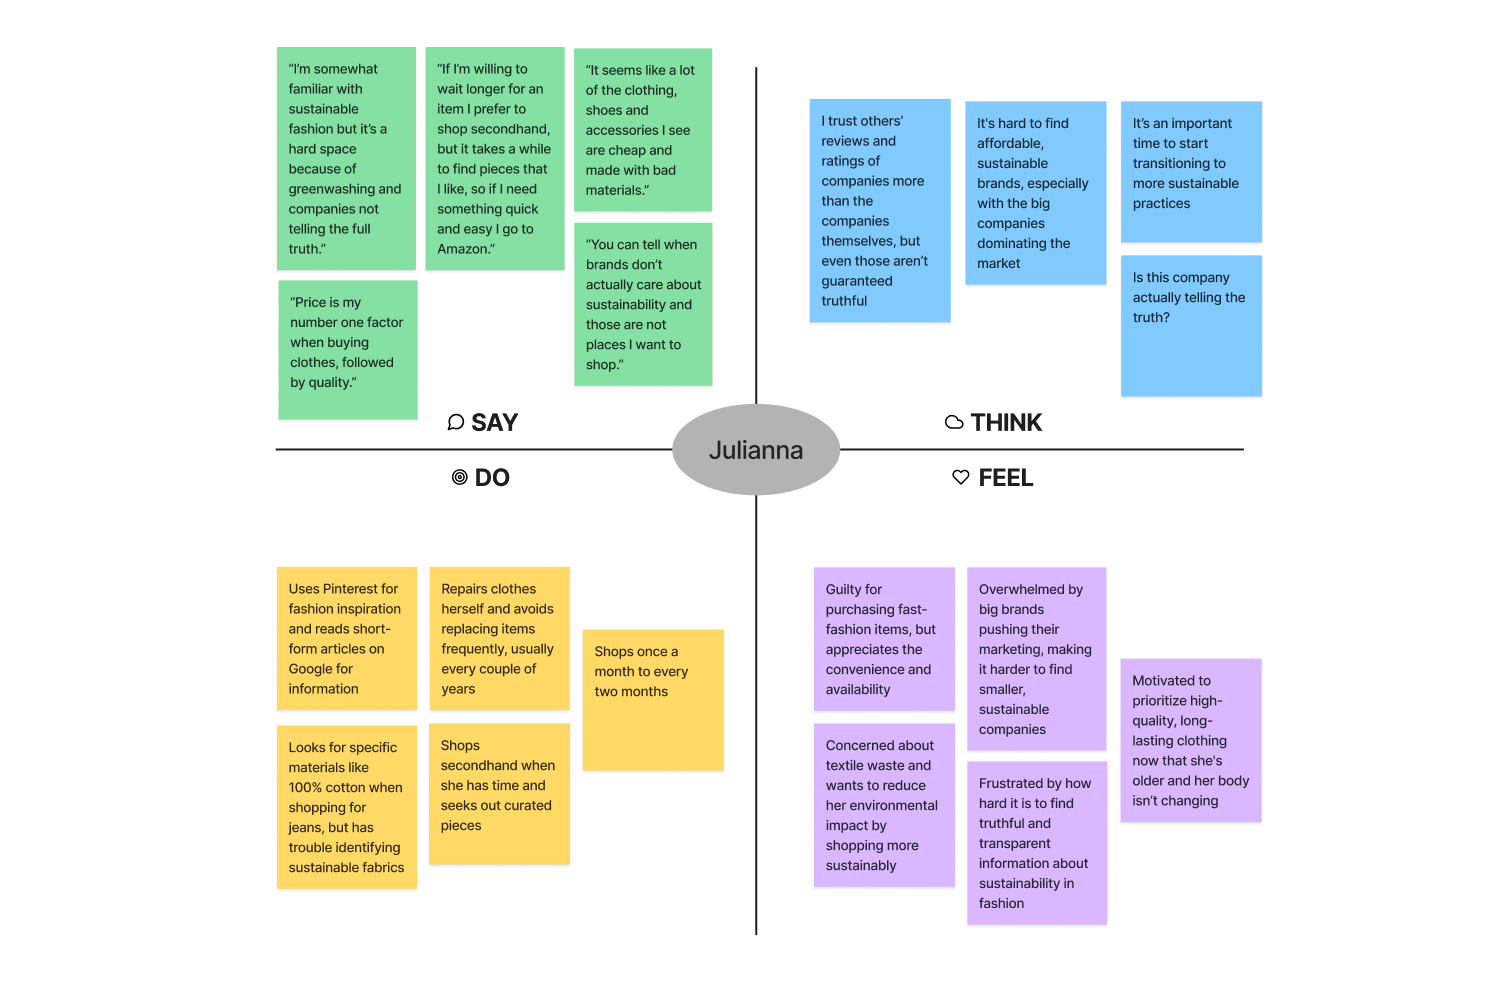 “I’m somewhat
familiar with
sustainable
fashion but it’s a
hard space
because of
greenwashing and
companies not
telling the full
truth.”
“If I’m willing to
wait longer for an
item I prefer to
shop secondhand,
but it takes a while
to find pieces that
I like, so if I need
something quick
and easy I go to
Amazon.”
“It seems like a lot
of the clothing,
shoes and
accessories I see
are cheap and
made with bad
materials.”
“You can tell when
brands don’t
actually care about
sustainability and
those are not
places I want to
shop.”
“Price is my
number one factor
when buying
clothes, followed
by quality.”
SAY
I trust others’
reviews and
ratings of
companies more
than the
companies
themselves, but
even those aren’t
guaranteed
truthful
It's hard to find
affordable,
sustainable
brands, especially
with the big
companies
dominating the
market
It’s an important
time to start
transitioning to
more sustainable
practices
Is this company
actually telling the
truth?
THINK
Julianna
DO
Uses Pinterest for
fashion inspiration
and reads short-
form articles on
Google for
information
Repairs clothes
herself and avoids
replacing items
frequently, usually
every couple of
years
Shops once a
month to every
two months
Looks for specific
materials like
100% cotton when
shopping for
jeans, but has
trouble identifying
sustainable fabrics
Shops
secondhand when
she has time and
seeks out curated
pieces
FEEL
Guilty for
purchasing fast-
fashion items, but
appreciates the
convenience and
availability
Overwhelmed by
big brands
pushing their
marketing, making
it harder to find
smaller,
sustainable
companies
Motivated to
prioritize high-
quality, long-
lasting clothing
now that she's
older and her body
isn’t changing
Concerned about
textile waste and
wants to reduce
her environmental
impact by
shopping more
sustainably
Frustrated by how
hard it is to find
truthful and
transparent
information about
sustainability in
fashion